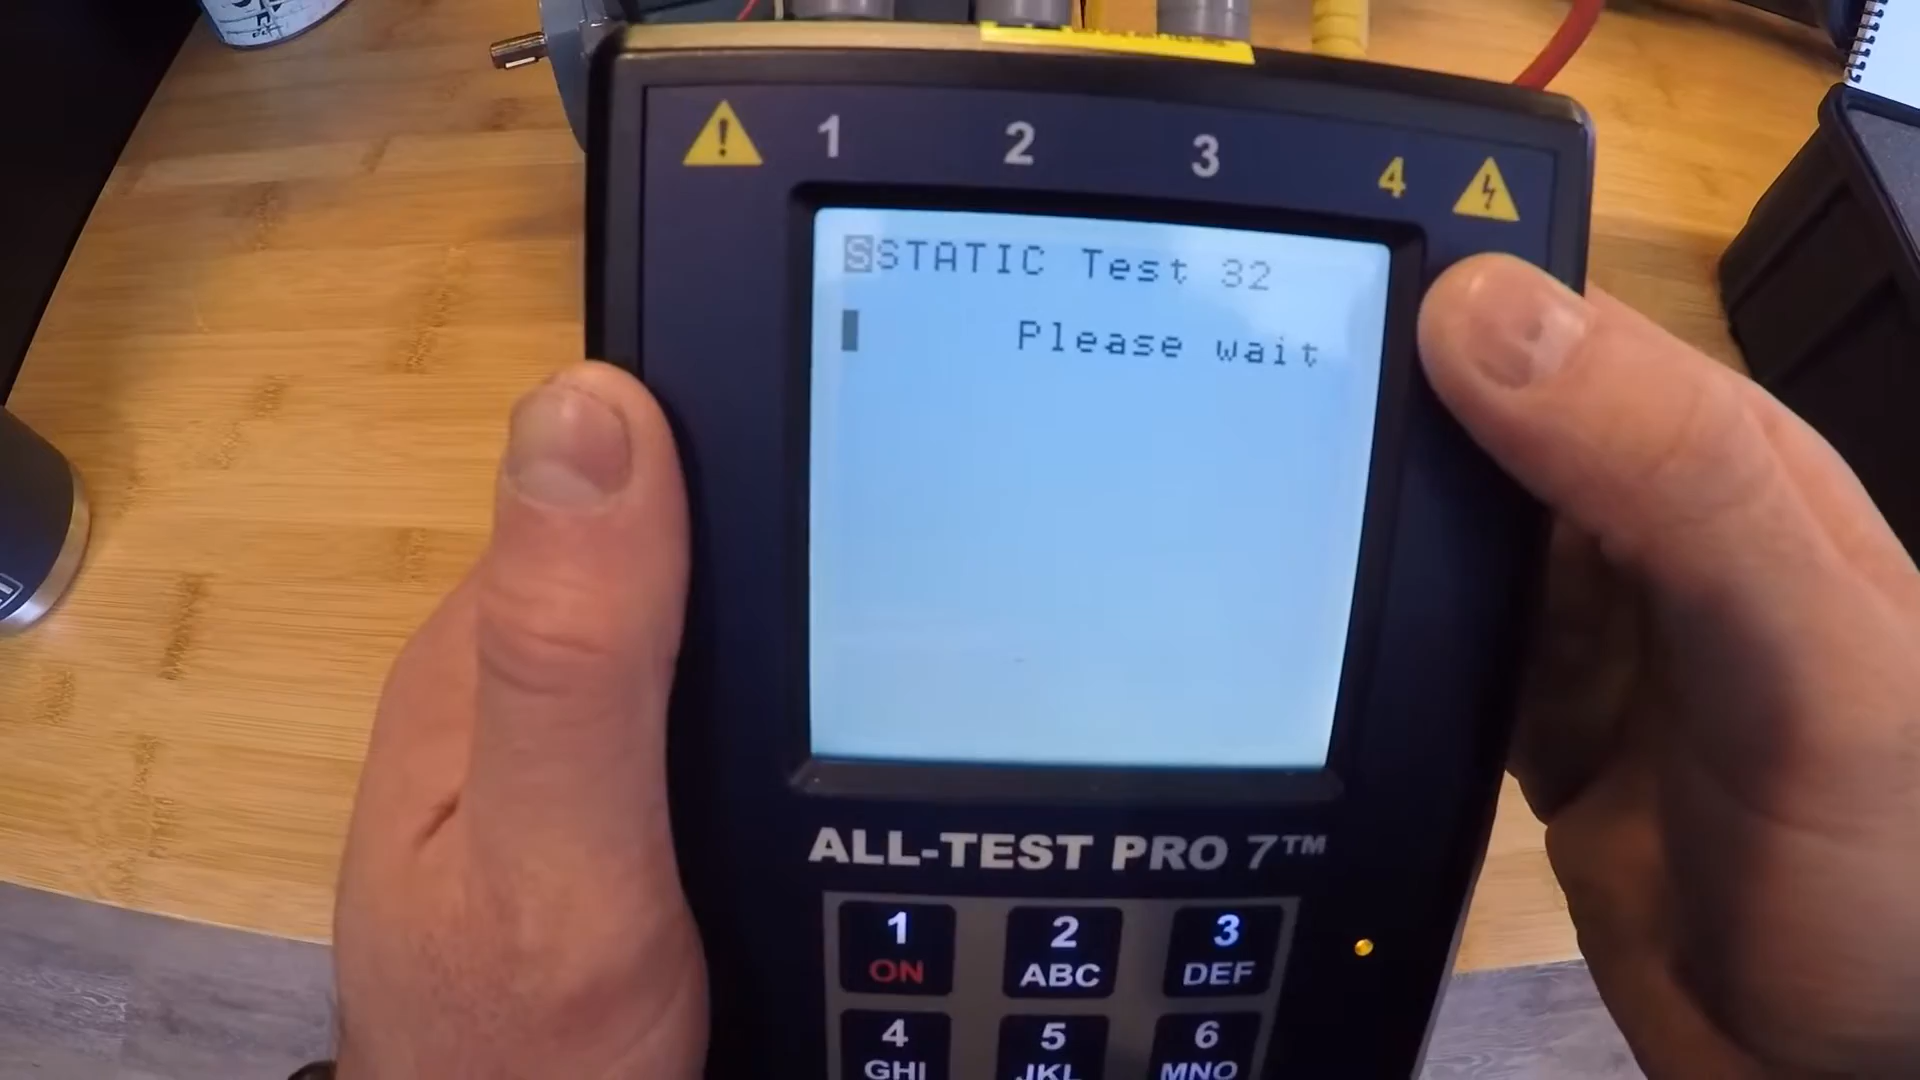 1 2 3 4
SSTATIC Test 32
Please wait
ALL-TEST PRO 7™
1 2 3
ON ABC DEF
4 5 6
GHI JKL MNO